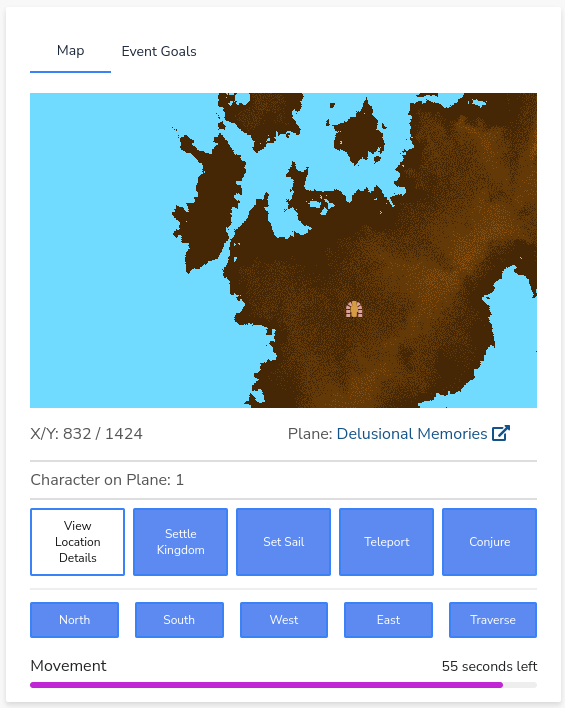 Map Event Goals
X/Y: 832 / 1424 Plane: Delusional Memories
Character on Plane: 1
View
Location
Details
Settle
Kingdom
Set Sail
Teleport
Conjure
North South West East Traverse
Movement 55 seconds left